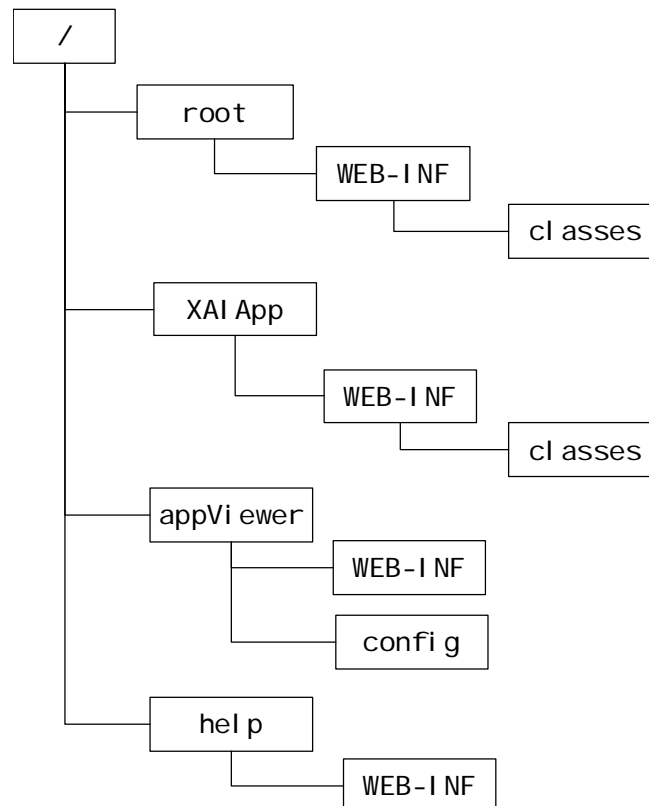 /
root
WEB-INF
classes
XAIApp
WEB-INF
classes
appViewer
WEB-INF
config
help
WEB-INF